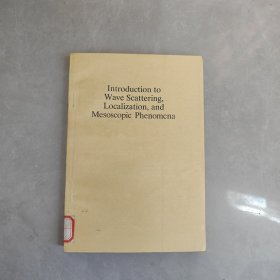 Introduction to
Wave Scattering,
Localization, and
Mesoscopic Phenomena